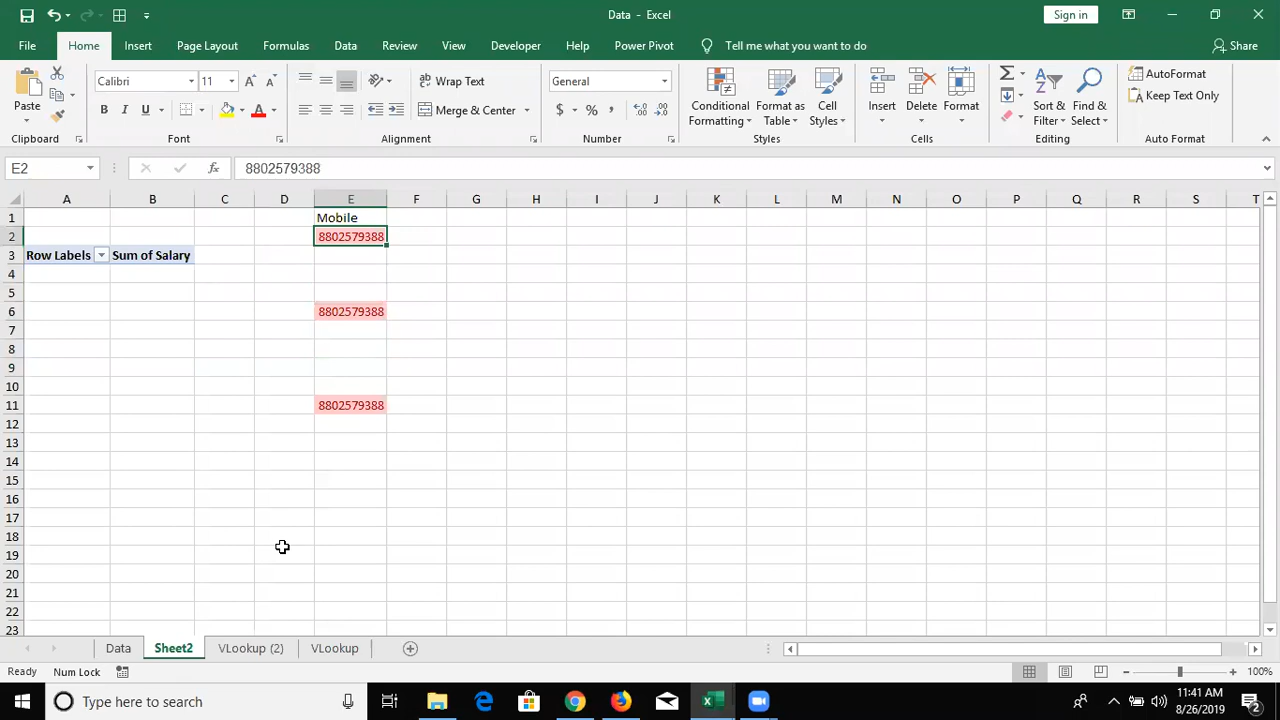 Data - Excel
Sign in
File Home Insert Page Layout Formulas Data Review View Developer Help Power Pivot Tell me what you want to do Share
Paste
Calibri 11
B I U A
Wrap Text
Merge & Center
General
$ % ,
Conditional Formatting
Format as Table
Cell Styles
Insert Delete Format
Sort & Filter
Find & Select
AutoFormat
Keep Text Only
Clipboard Font Alignment Number Styles Cells Editing Auto Format
E2 fx 8802579388
A B C D E F G H I J K L M N O P Q R S T
1 Mobile
2 8802579388
3 Row Labels Sum of Salary
4
5
6 8802579388
7
8
9
10
11 8802579388
12
13
14
15
16
17
18
19
20
21
22
23
Data Sheet2 VLookup (2) VLookup
Ready Num Lock 100%
Type here to search
11:41 AM
8/26/2019
2